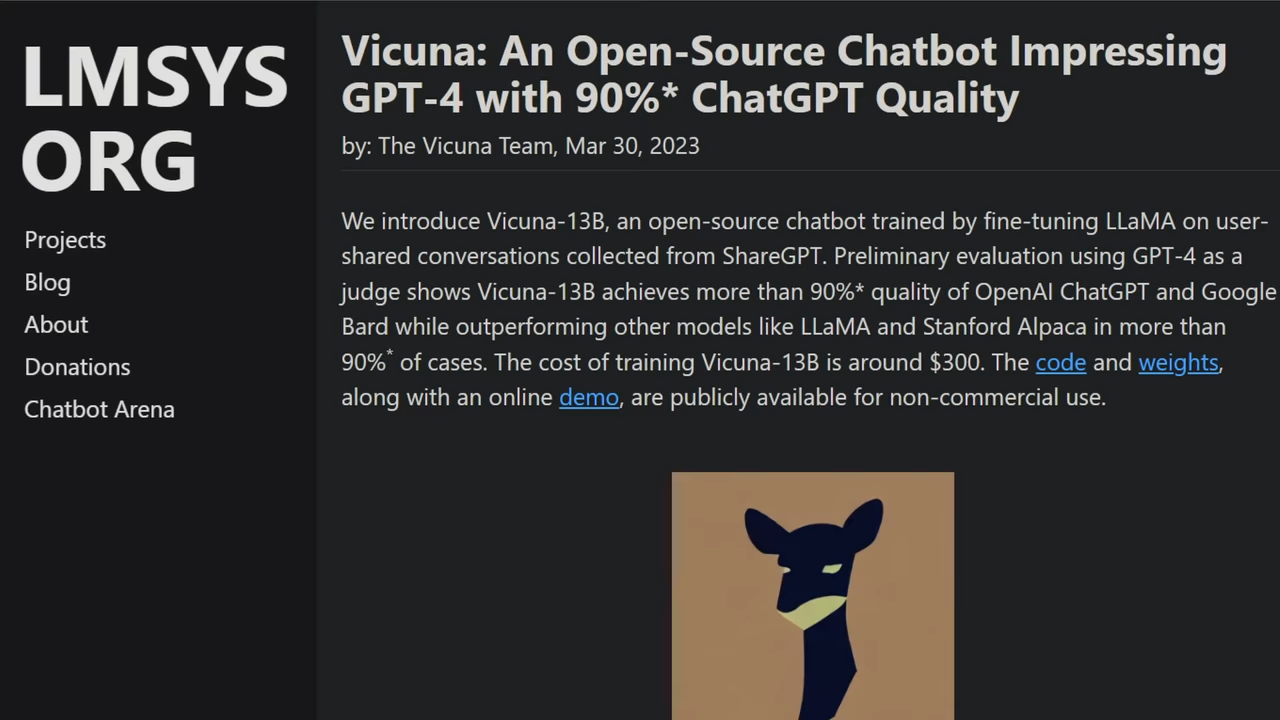 LMSYS
ORG
Projects
Blog
About
Donations
Chatbot Arena
Vicuna: An Open-Source Chatbot Impressing
GPT-4 with 90%* ChatGPT Quality
by: The Vicuna Team, Mar 30, 2023
We introduce Vicuna-13B, an open-source chatbot trained by fine-tuning LLaMA on user-
shared conversations collected from ShareGPT. Preliminary evaluation using GPT-4 as a
judge shows Vicuna-13B achieves more than 90%* quality of OpenAI ChatGPT and Google
Bard while outperforming other models like LLaMA and Stanford Alpaca in more than
90%* of cases. The cost of training Vicuna-13B is around $300. The code and weights,
along with an online demo, are publicly available for non-commercial use.